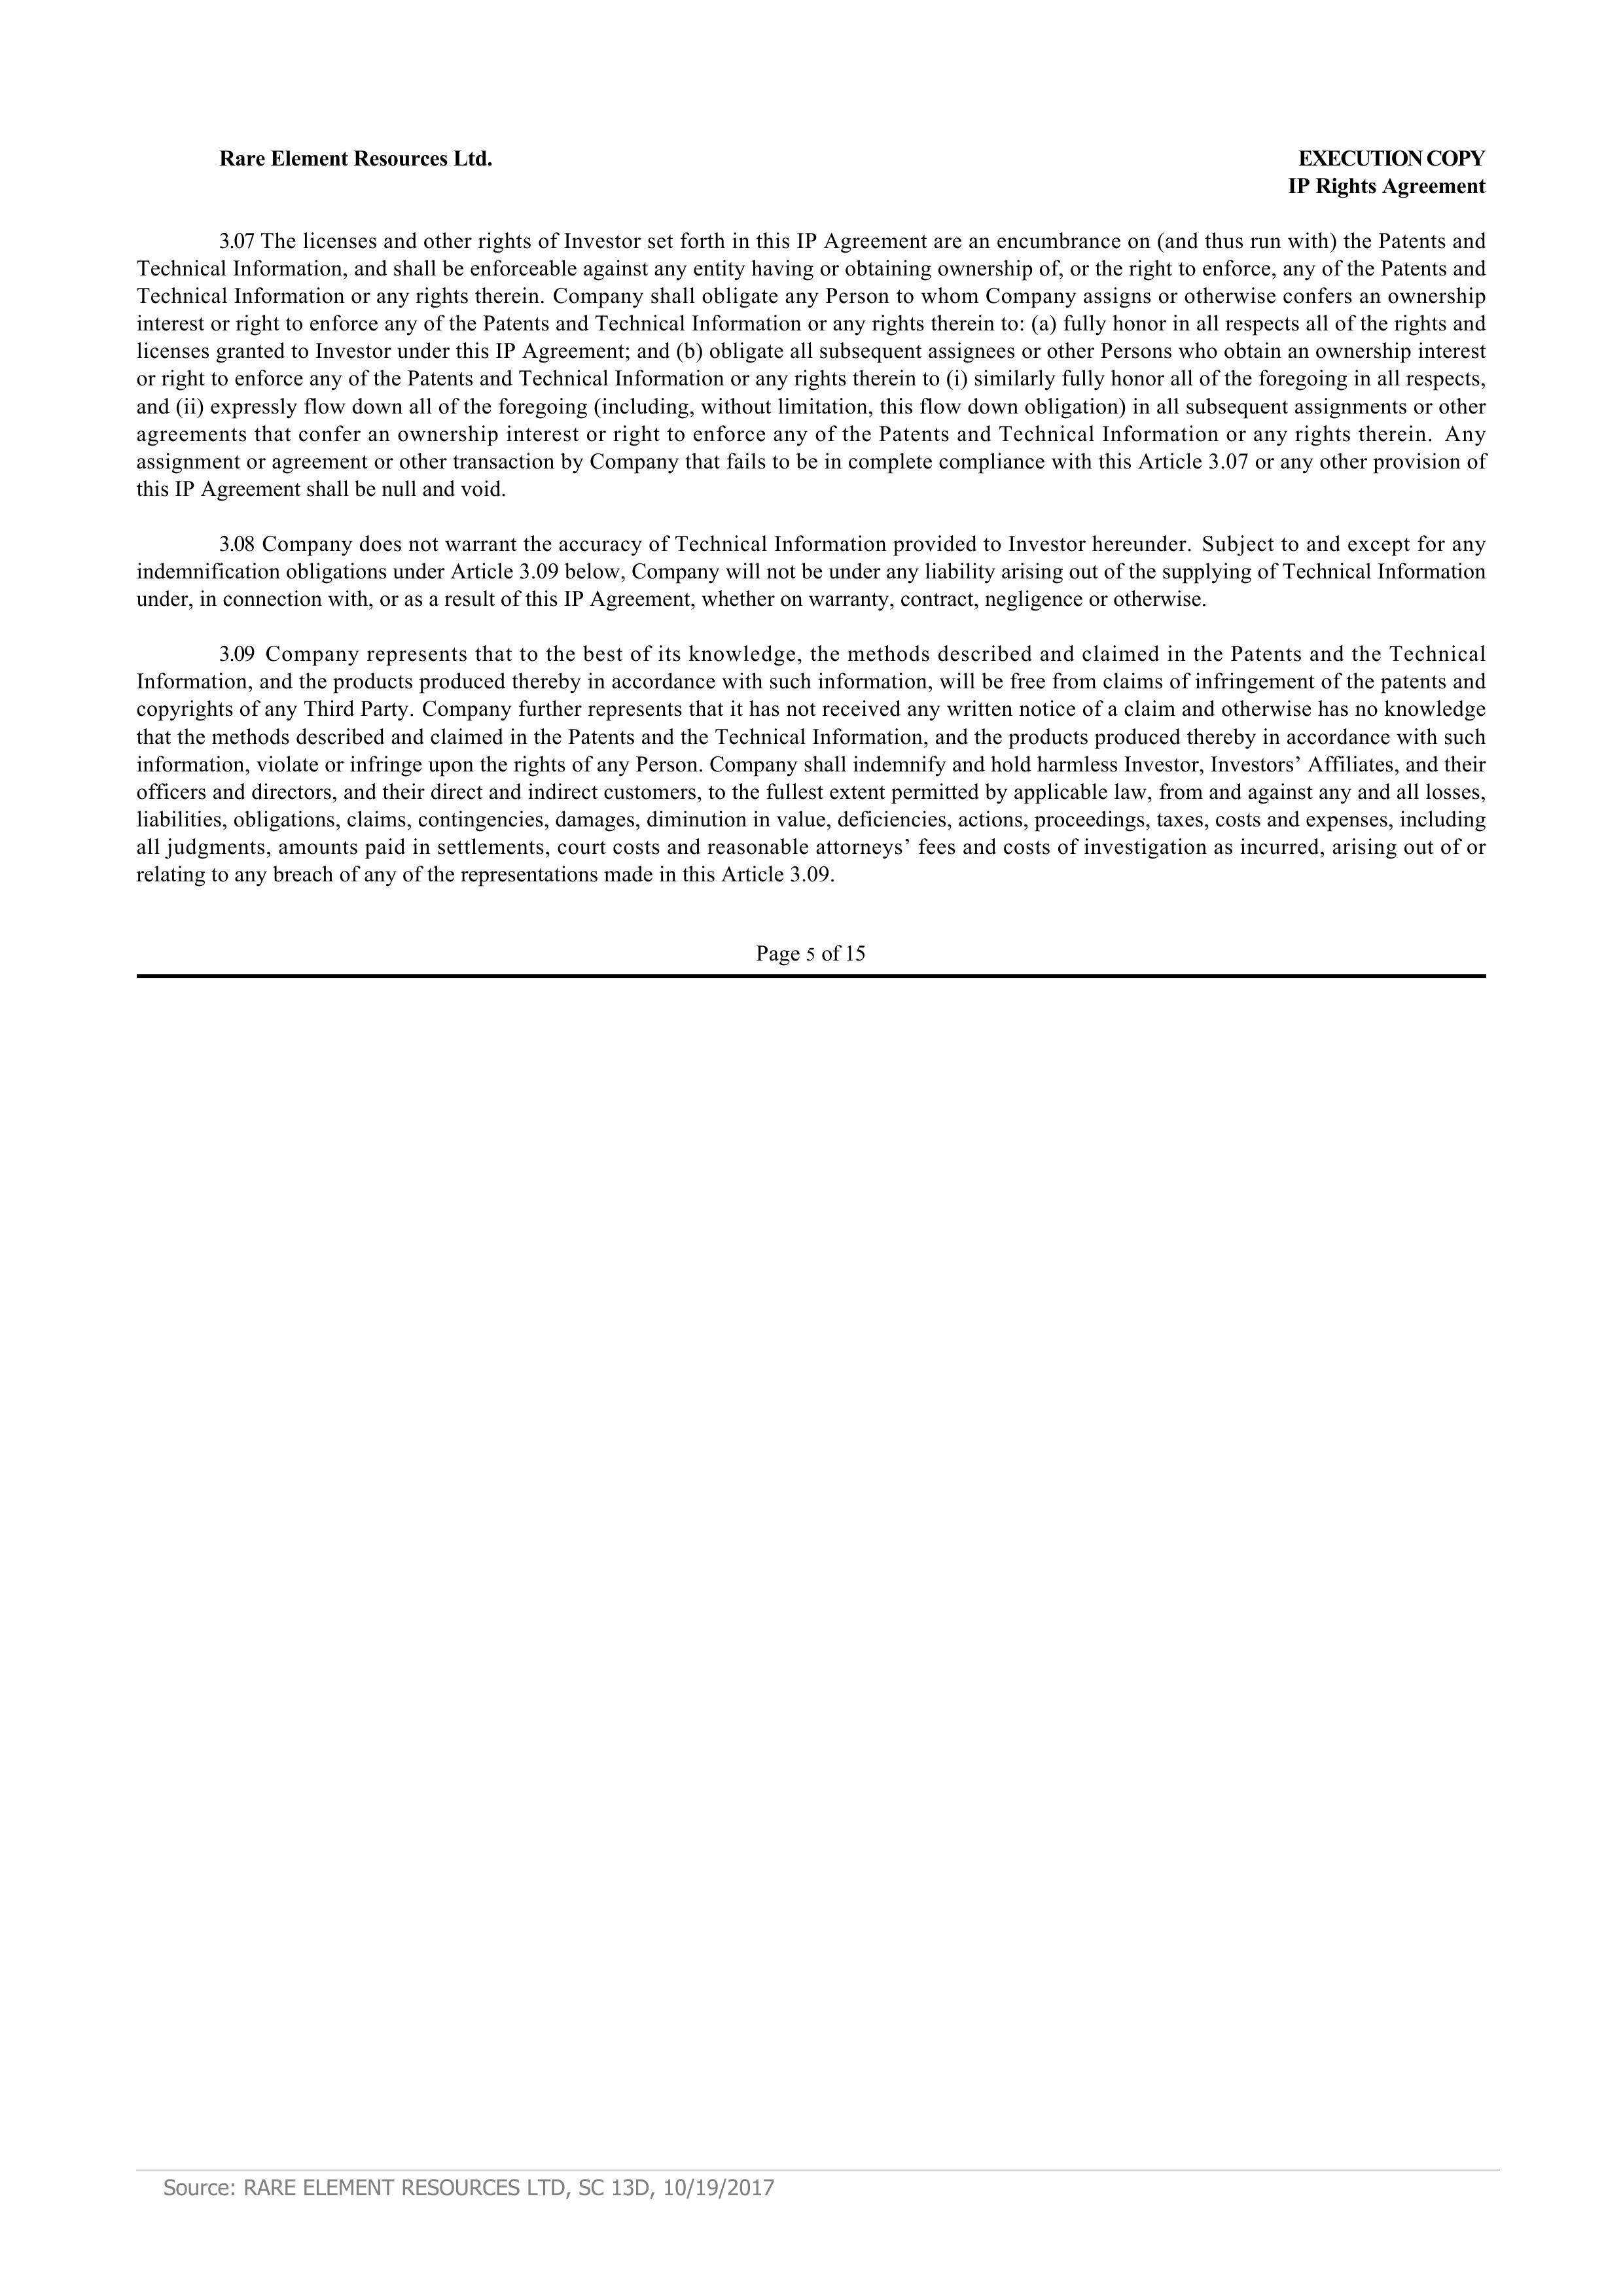 Rare Element Resources Ltd. EXECUTION COPY
IP Rights Agreement
3.07 The licenses and other rights of Investor set forth in this IP Agreement are an encumbrance on (and thus run with) the Patents and
Technical Information, and shall be enforceable against any entity having or obtaining ownership of, or the right to enforce, any of the Patents and
Technical Information or any rights therein. Company shall obligate any Person to whom Company assigns or otherwise confers an ownership
interest or right to enforce any of the Patents and Technical Information or any rights therein to: (a) fully honor in all respects all of the rights and
licenses granted to Investor under this IP Agreement; and (b) obligate all subsequent assignees or other Persons who obtain an ownership interest
or right to enforce any of the Patents and Technical Information or any rights therein to (i) similarly fully honor all of the foregoing in all respects,
and (ii) expressly flow down all of the foregoing (including, without limitation, this flow down obligation) in all subsequent assignments or other
agreements that confer an ownership interest or right to enforce any of the Patents and Technical Information or any rights therein. Any
assignment or agreement or other transaction by Company that fails to be in complete compliance with this Article 3.07 or any other provision of
this IP Agreement shall be null and void.
3.08 Company does not warrant the accuracy of Technical Information provided to Investor hereunder. Subject to and except for any
indemnification obligations under Article 3.09 below, Company will not be under any liability arising out of the supplying of Technical Information
under, in connection with, or as a result of this IP Agreement, whether on warranty, contract, negligence or otherwise.
3.09 Company represents that to the best of its knowledge, the methods described and claimed in the Patents and the Technical
Information, and the products produced thereby in accordance with such information, will be free from claims of infringement of the patents and
copyrights of any Third Party. Company further represents that it has not received any written notice of a claim and otherwise has no knowledge
that the methods described and claimed in the Patents and the Technical Information, and the products produced thereby in accordance with such
information, violate or infringe upon the rights of any Person. Company shall indemnify and hold harmless Investor, Investors’ Affiliates, and their
officers and directors, and their direct and indirect customers, to the fullest extent permitted by applicable law, from and against any and all losses,
liabilities, obligations, claims, contingencies, damages, diminution in value, deficiencies, actions, proceedings, taxes, costs and expenses, including
all judgments, amounts paid in settlements, court costs and reasonable attorneys’ fees and costs of investigation as incurred, arising out of or
relating to any breach of any of the representations made in this Article 3.09.
Page 5 of 15
Source: RARE ELEMENT RESOURCES LTD, SC 13D, 10/19/2017